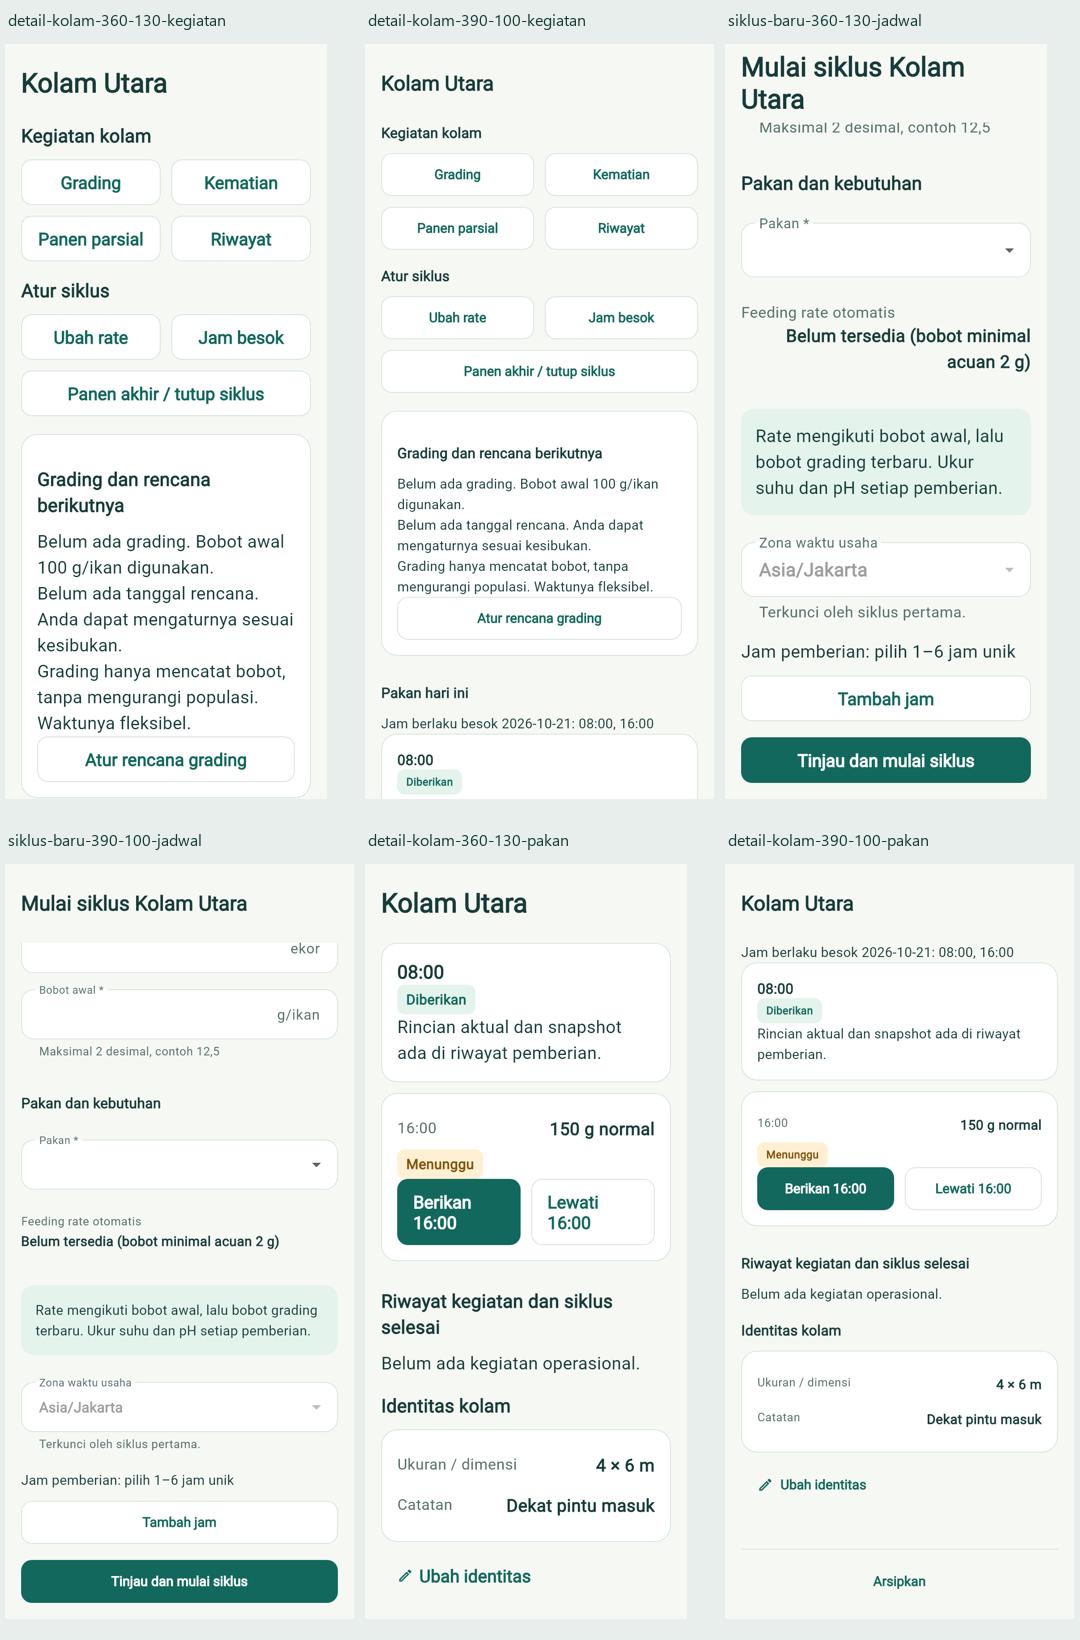 detail-kolam-360-130-kegiatan
Kolam Utara
Kegiatan kolam
Grading
Kematian
Panen parsial
Riwayat
Atur siklus
Ubah rate
Jam besok
Panen akhir / tutup siklus
Grading dan rencana
berikutnya
Belum ada grading. Bobot awal
100 g/ikan digunakan.
Belum ada tanggal rencana.
Anda dapat mengaturnya sesuai
kesibukan.
Grading hanya mencatat bobot,
tanpa mengurangi populasi.
Waktunya fleksibel.
Atur rencana grading
detail-kolam-390-100-kegiatan
Kolam Utara
Kegiatan kolam
Grading
Kematian
Panen parsial
Riwayat
Atur siklus
Ubah rate
Jam besok
Panen akhir / tutup siklus
Grading dan rencana berikutnya
Belum ada grading. Bobot awal 100 g/ikan
digunakan.
Belum ada tanggal rencana. Anda dapat
mengaturnya sesuai kesibukan.
Grading hanya mencatat bobot, tanpa
mengurangi populasi. Waktunya fleksibel.
Atur rencana grading
Pakan hari ini
Jam berlaku besok 2026-10-21: 08:00, 16:00
08:00
Diberikan
siklus-baru-360-130-jadwal
Mulai siklus Kolam
Utara
Maksimal 2 desimal, contoh 12,5
Pakan dan kebutuhan
Pakan *
Feeding rate otomatis
Belum tersedia (bobot minimal
acuan 2 g)
Rate mengikuti bobot awal, lalu
bobot grading terbaru. Ukur
suhu dan pH setiap pemberian.
Zona waktu usaha
Asia/Jakarta
Terkunci oleh siklus pertama.
Jam pemberian: pilih 1–6 jam unik
Tambah jam
Tinjau dan mulai siklus
siklus-baru-390-100-jadwal
Mulai siklus Kolam Utara
ekor
Bobot awal *
g/ikan
Maksimal 2 desimal, contoh 12,5
Pakan dan kebutuhan
Pakan *
Feeding rate otomatis
Belum tersedia (bobot minimal acuan 2 g)
Rate mengikuti bobot awal, lalu bobot grading
terbaru. Ukur suhu dan pH setiap pemberian.
Zona waktu usaha
Asia/Jakarta
Terkunci oleh siklus pertama.
Jam pemberian: pilih 1–6 jam unik
Tambah jam
Tinjau dan mulai siklus
detail-kolam-360-130-pakan
Kolam Utara
08:00
Diberikan
Rincian aktual dan snapshot
ada di riwayat pemberian.
16:00
150 g normal
Menunggu
Berikan
16:00
Lewati
16:00
Riwayat kegiatan dan siklus
selesai
Belum ada kegiatan operasional.
Identitas kolam
Ukuran / dimensi
4 × 6 m
Catatan
Dekat pintu masuk
Ubah identitas
detail-kolam-390-100-pakan
Kolam Utara
Jam berlaku besok 2026-10-21: 08:00, 16:00
08:00
Diberikan
Rincian aktual dan snapshot ada di riwayat
pemberian.
16:00
150 g normal
Menunggu
Berikan 16:00
Lewati 16:00
Riwayat kegiatan dan siklus selesai
Belum ada kegiatan operasional.
Identitas kolam
Ukuran / dimensi
4 × 6 m
Catatan
Dekat pintu masuk
Ubah identitas
Arsipkan